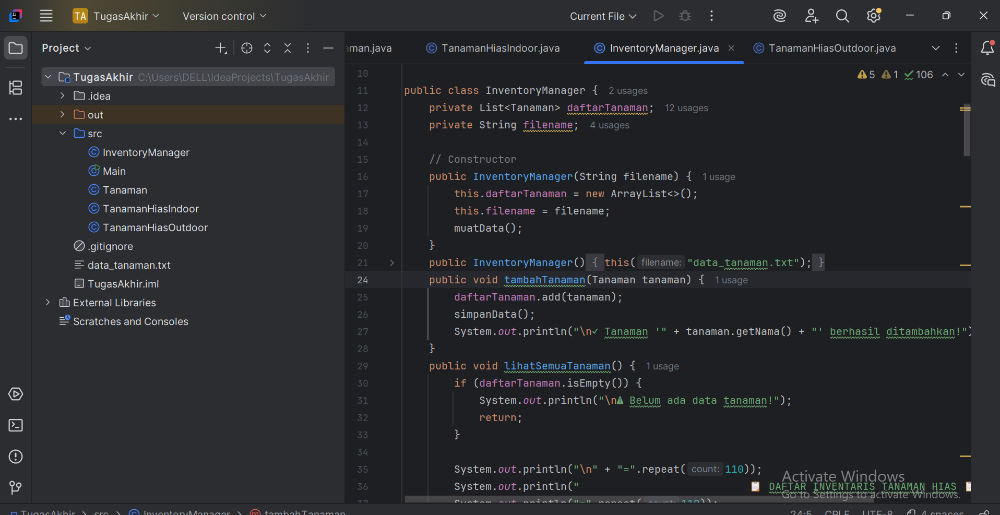 TA TugasAkhir Version control Current File
Project
TugasAkhir C:\Users\DELL\IdeaProjects\TugasAkhir
.idea
out
src
InventoryManager
Main
Tanaman
TanamanHiasIndoor
TanamanHiasOutdoor
.gitignore
data_tanaman.txt
TugasAkhir.iml
External Libraries
Scratches and Consoles
aman.java TanamanHiasIndoor.java InventoryManager.java TanamanHiasOutdoor.java
5 1 106
10
11 public class InventoryManager { 2 usages
12 private List<Tanaman> daftarTanaman; 12 usages
13 private String filename; 4 usages
14
15 // Constructor
16 public InventoryManager(String filename) { 1 usage
17 this.daftarTanaman = new ArrayList<>();
18 this.filename = filename;
19 muatData();
20 }
21 public InventoryManager() { this( filename: "data_tanaman.txt"); }
24 public void tambahTanaman(Tanaman tanaman) { 1 usage
25 daftarTanaman.add(tanaman);
26 simpanData();
27 System.out.println("\n✓ Tanaman '" + tanaman.getNama() + "' berhasil ditambahkan!")
28 }
29 public void lihatSemuaTanaman() { 1 usage
30 if (daftarTanaman.isEmpty()) {
31 System.out.println("\n⚠ Belum ada data tanaman!");
32 return;
33 }
34
35 System.out.println("\n" + "=".repeat( count: 110));
36 System.out.println(" 📋 DAFTAR INVENTARIS TANAMAN HIAS 📋
37 System.out.println("=".repeat( count: 110));
Activate Windows
Go to Settings to activate Windows.
TugasAkhir > src > InventoryManager > tambahTanaman
24:5 CRLF UTF-8 4 spaces